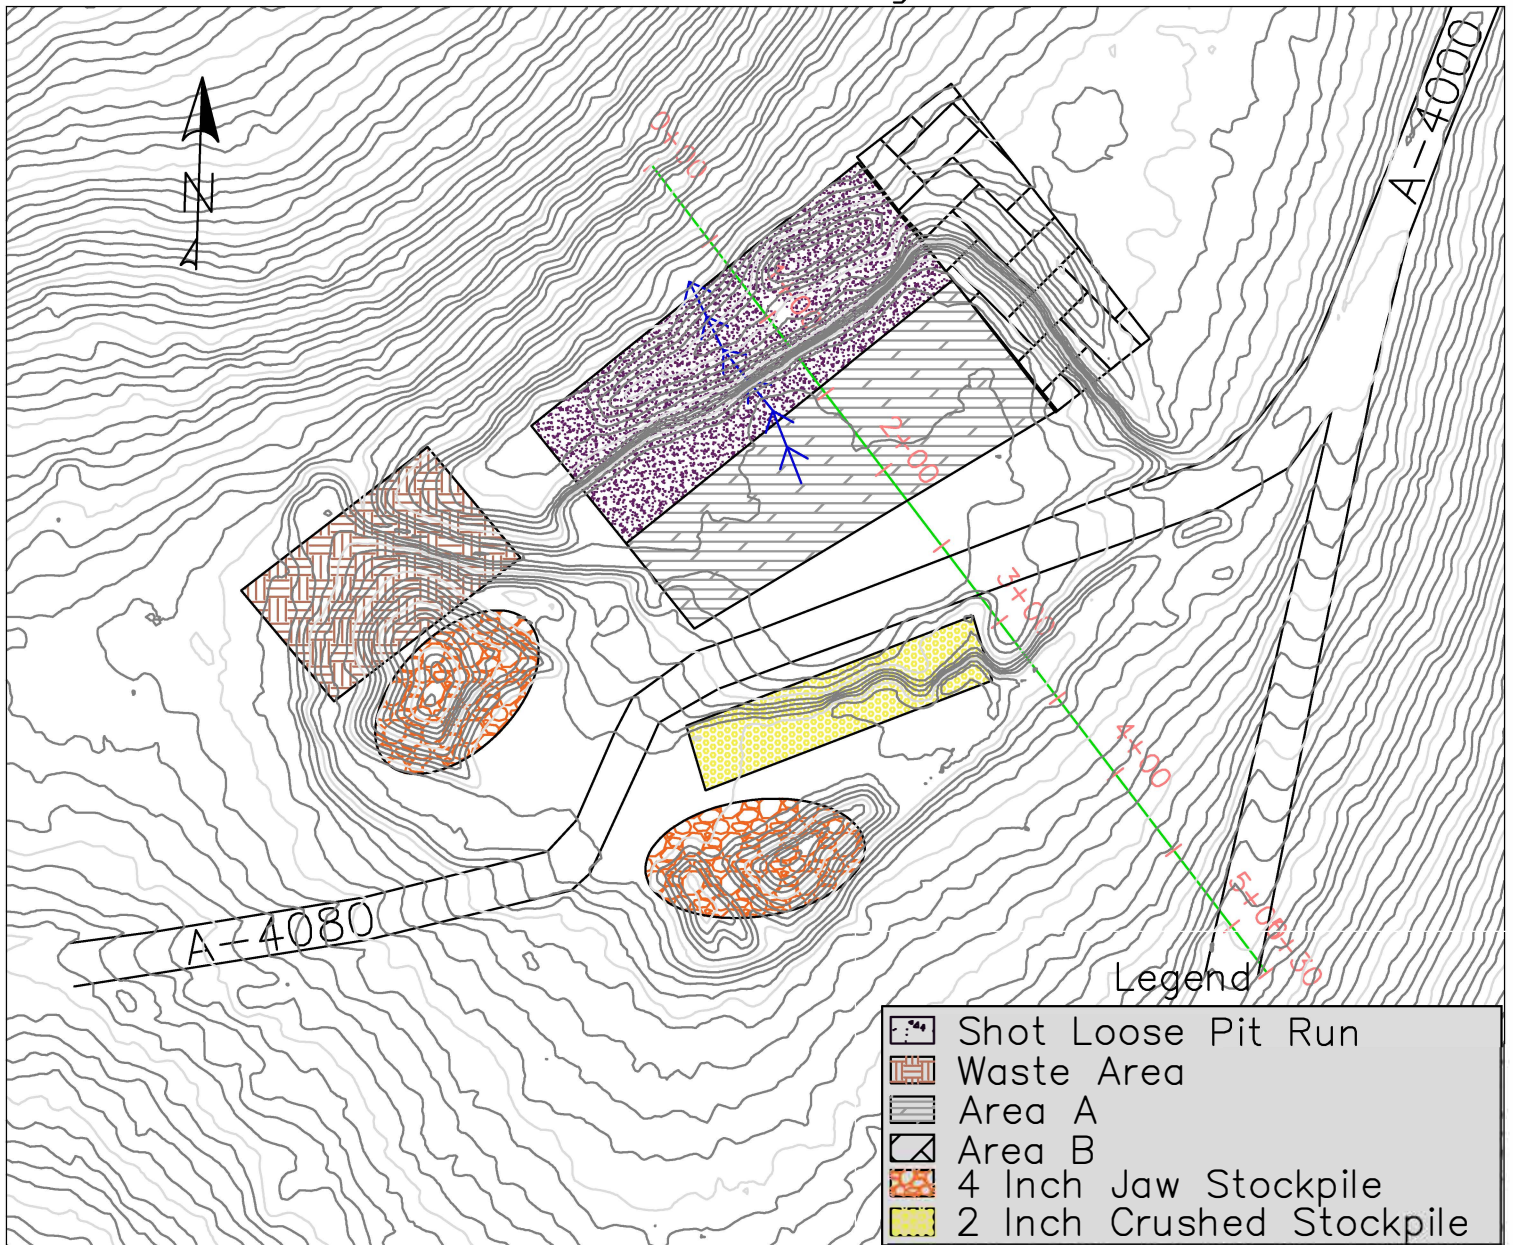 A-4000
N
0+00
1+00
2+00
3+00
4+00
5+00
5+30
A-4080
Legend
Shot Loose Pit Run
Waste Area
Area A
Area B
4 Inch Jaw Stockpile
2 Inch Crushed Stockpile